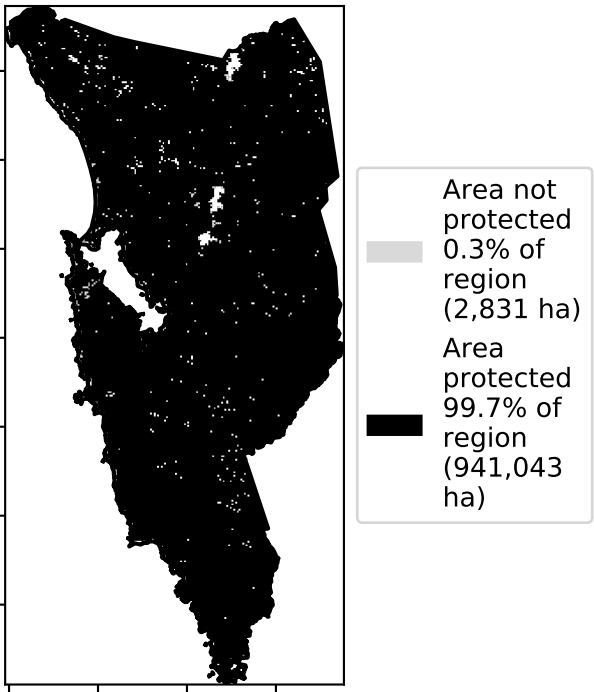 Area not
protected
0.3% of
region
(2,831 ha)
Area
protected
99.7% of
region
(941,043
ha)